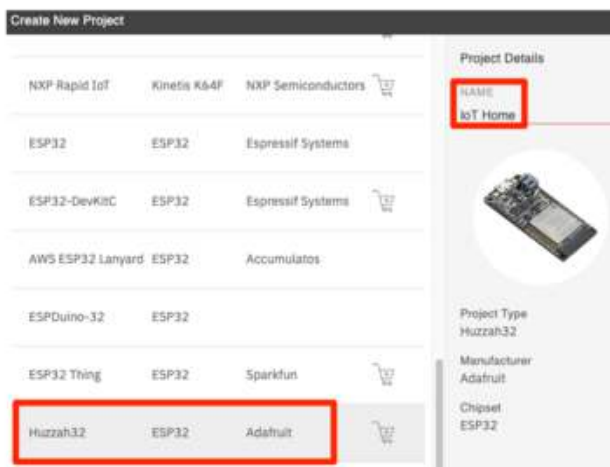 Create New Project
NXP Rapid IoT Kinetis K64F NXP Semiconductors
ESP32 ESP32 Espressif Systems
ESP32-DevKitC ESP32 Espressif Systems
AWS ESP32 Lanyard ESP32 Accumulatos
ESPDuino-32 ESP32
ESP32 Thing ESP32 Sparkfun
Huzzah32 ESP32 Adafruit
Project Details
NAME
IoT Home
Project Type
Huzzah32
Manufacturer
Adafruit
Chipset
ESP32